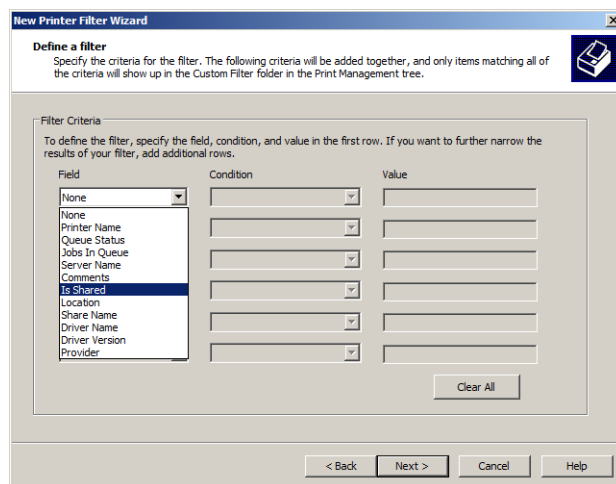 New Printer Filter Wizard
Define a filter
Specify the criteria for the filter. The following criteria will be added together, and only items matching all of
the criteria will show up in the Custom Filter folder in the Print Management tree.
Filter Criteria
To define the filter, specify the field, condition, and value in the first row. If you want to further narrow the
results of your filter, add additional rows.
Field Condition Value
None
None
Printer Name
Queue Status
Jobs In Queue
Server Name
Comments
Is Shared
Location
Share Name
Driver Name
Driver Version
Provider
Clear All
< Back Next > Cancel Help